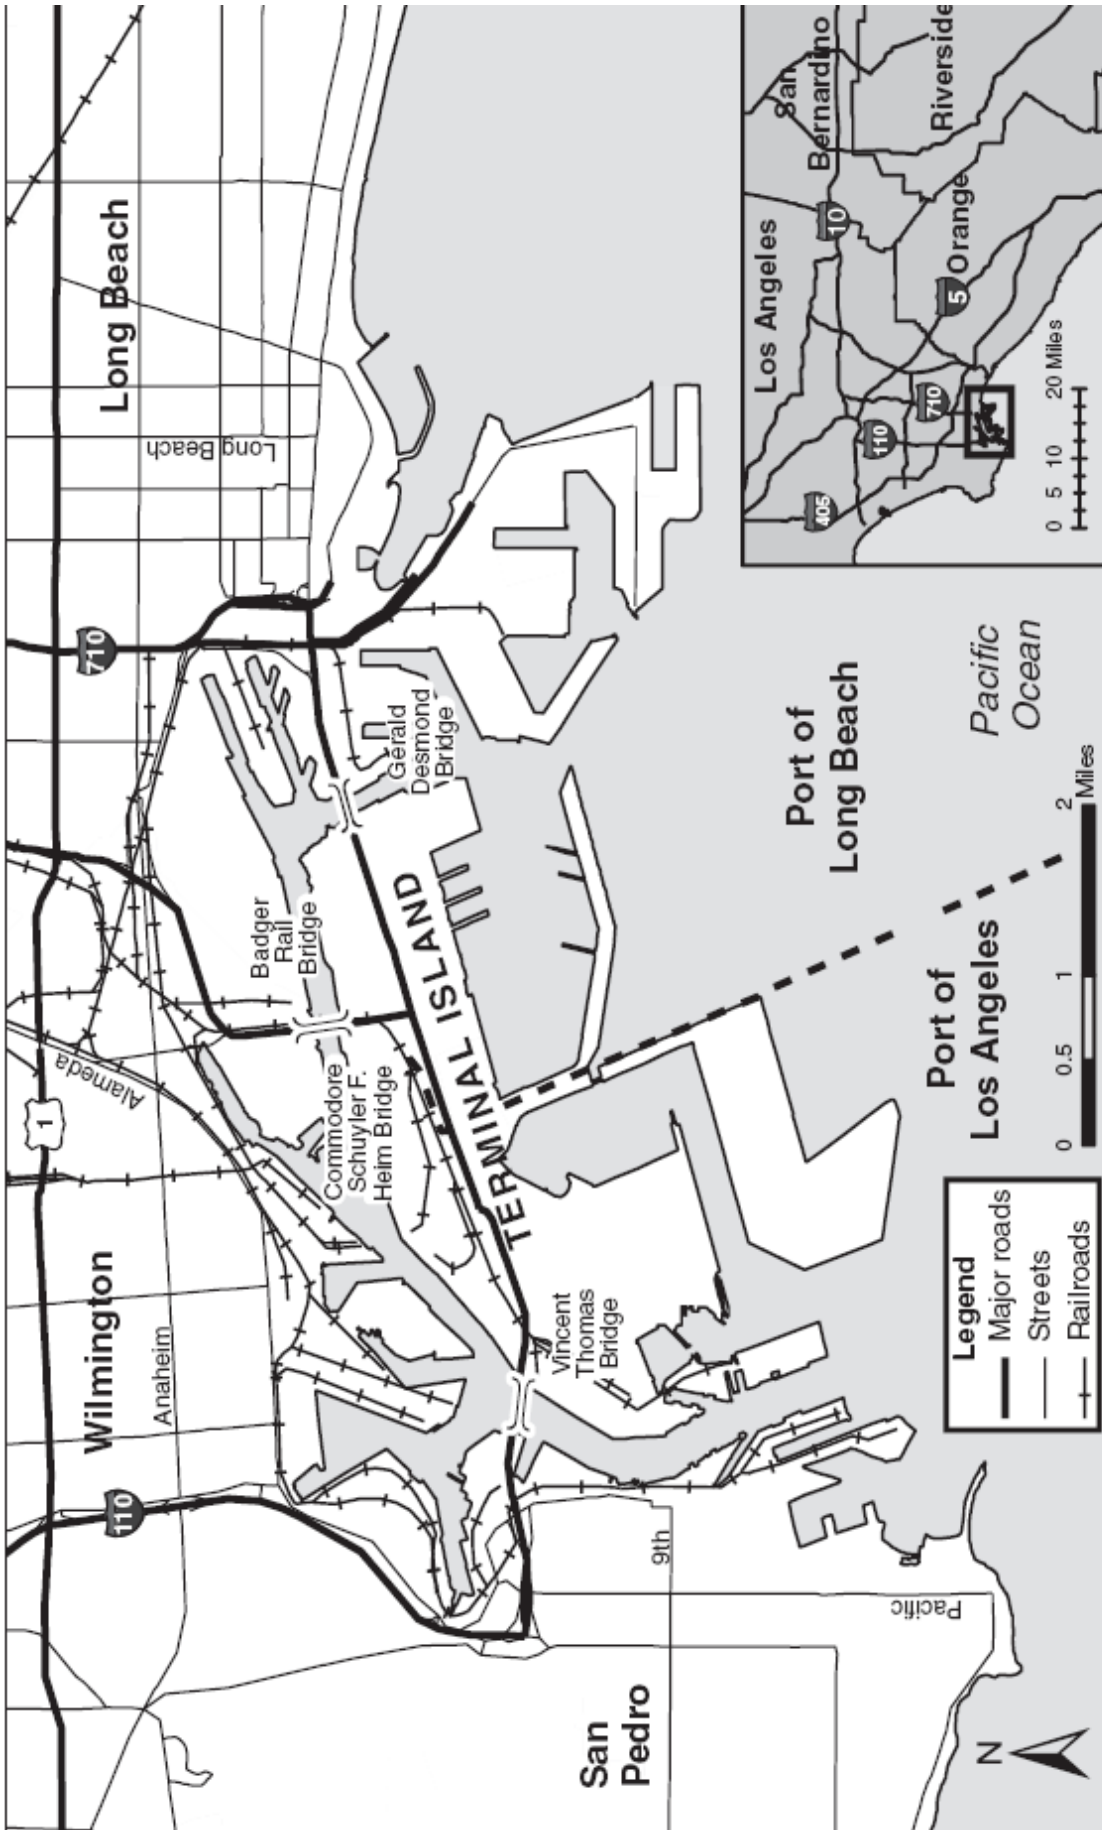 Wilmington
Long Beach
San
Pedro
TERMINAL ISLAND
Port of
Los Angeles
Port of
Long Beach
Pacific
Ocean
110
1
710
Anaheim
Alameda
Long Beach
9th
Pacific
Vincent
Thomas
Bridge
Commodore
Schuyler F.
Heim Bridge
Badger
Rail
Bridge
Gerald
Desmond
Bridge
N
Legend
Major roads
Streets
Railroads
0 0.5 1 2
Miles
Los Angeles
San
Bernardino
Riverside
Orange
405
110
710
5
10
0 5 10 20 Miles